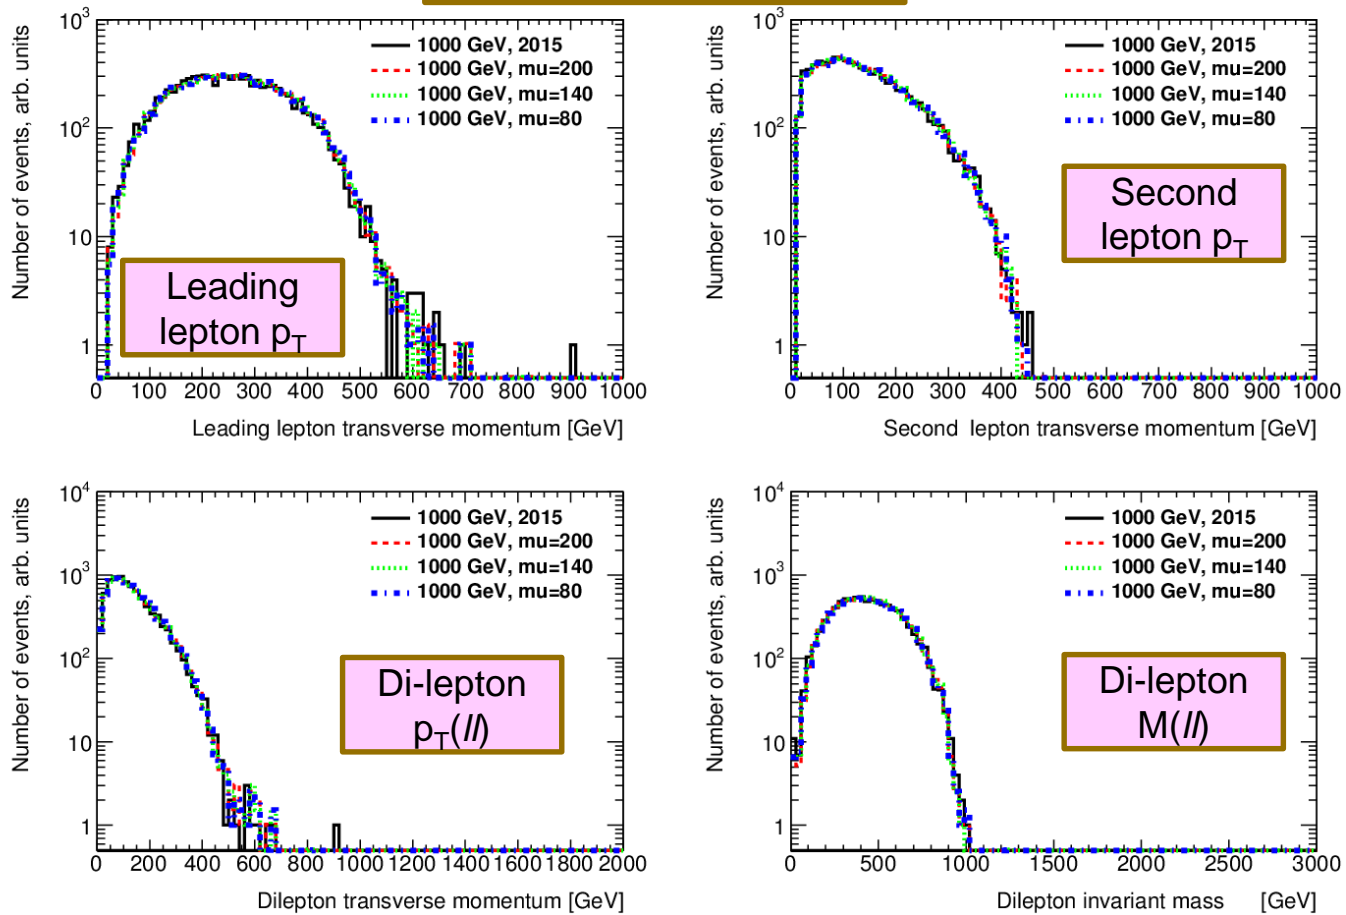 10³
10²
10
1
Number of events, arb. units
1000 GeV, 2015
1000 GeV, mu=200
1000 GeV, mu=140
1000 GeV, mu=80
Leading
lepton p_T
0 100 200 300 400 500 600 700 800 900 1000
Leading lepton transverse momentum [GeV]
10³
10²
10
1
Number of events, arb. units
1000 GeV, 2015
1000 GeV, mu=200
1000 GeV, mu=140
1000 GeV, mu=80
Second
lepton p_T
0 100 200 300 400 500 600 700 800 900 1000
Second lepton transverse momentum [GeV]
10⁴
10³
10²
10
1
Number of events, arb. units
1000 GeV, 2015
1000 GeV, mu=200
1000 GeV, mu=140
1000 GeV, mu=80
Di-lepton
p_T(ll)
0 200 400 600 800 1000 1200 1400 1600 1800 2000
Dilepton transverse momentum [GeV]
10⁴
10³
10²
10
1
Number of events, arb. units
1000 GeV, 2015
1000 GeV, mu=200
1000 GeV, mu=140
1000 GeV, mu=80
Di-lepton
M(ll)
0 500 1000 1500 2000 2500 3000
Dilepton invariant mass [GeV]